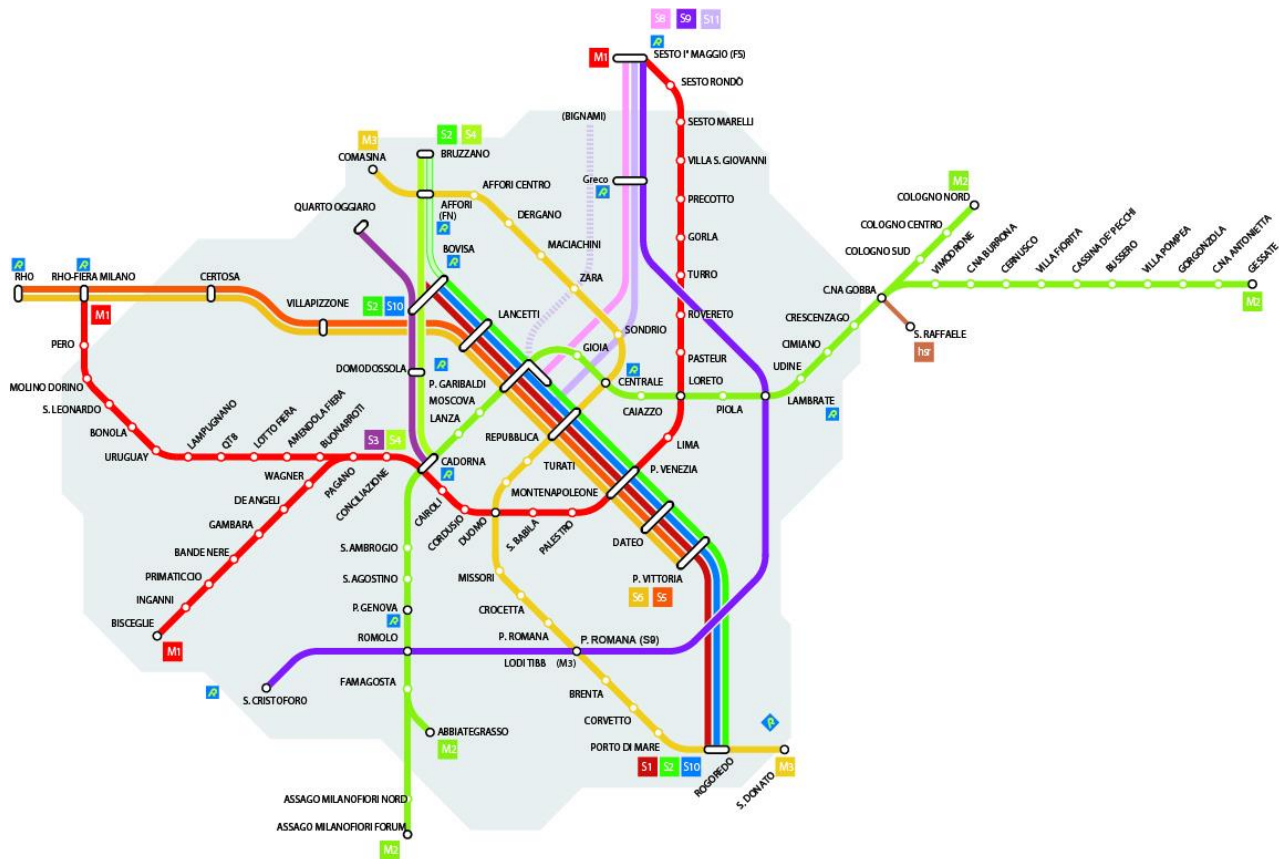 S8 S9 S11
M1
SESTO I° MAGGIO (FS)
SESTO RONDÒ
(BIGNAMI)
SESTO MARELLI
S2 S4
M3
COMASINA
BRUZZANO
VILLA S. GIOVANNI
Greco
AFFORI CENTRO
PRECOTTO
QUARTO OGGIARO
AFFORI
(FN)
DERGANO
GORLA
BOVISA
MACIACHINI
TURRO
ZARA
ROVERETO
M2
COLOGNO NORD
COLOGNO CENTRO
COLOGNO SUD
VIMODRONE
C.NA BURRONA
CERNUSCO
VILLA FIORITA
CASSINA DE' PECCHI
BUSSERO
VILLA POMPEA
GORGONZOLA
C.NA ANTONIETTA
GESSATE
M2
RHO
RHO-FIERA MILANO
CERTOSA
M1
VILLAPIZZONE
S2 S10
LANCETTI
SONDRIO
C.NA GOBBA
CRESCENZAGO
S. RAFFAELE
hsr
PERO
GIOIA
PASTEUR
CIMIANO
DOMODOSSOLA
P. GARIBALDI
CENTRALE
LORETO
UDINE
MOLINO DORINO
MOSCOVA
CAIAZZO
PIOLA
LAMBRATE
S. LEONARDO
LANZA
BONOLA
REPUBBLICA
LIMA
URUGUAY
LAMPUGNANO
QT8
LOTTO FIERA
AMENDOLA FIERA
BUONARROTI
S3 S4
CADORNA
TURATI
P. VENEZIA
WAGNER
PAGANO
CONCILIAZIONE
MONTENAPOLEONE
DE ANGELI
CAIROLI
CORDUSIO
DUOMO
S. BABILA
PALESTRO
GAMBARA
DATEO
BANDE NERE
S. AMBROGIO
PRIMATICCIO
S. AGOSTINO
MISSORI
P. VITTORIA
S6 S5
INGANNI
P. GENOVA
CROCETTA
BISCEGLIE
M1
ROMOLO
P. ROMANA
P. ROMANA (S9)
LODI TIBB (M3)
FAMAGOSTA
S. CRISTOFORO
BRENTA
CORVETTO
ABBIATEGRASSO
M2
PORTO DI MARE
S1 S2 S10
ROGOREDO
S. DONATO
M3
ASSAGO MILANOFIORI NORD
ASSAGO MILANOFIORI FORUM
M2